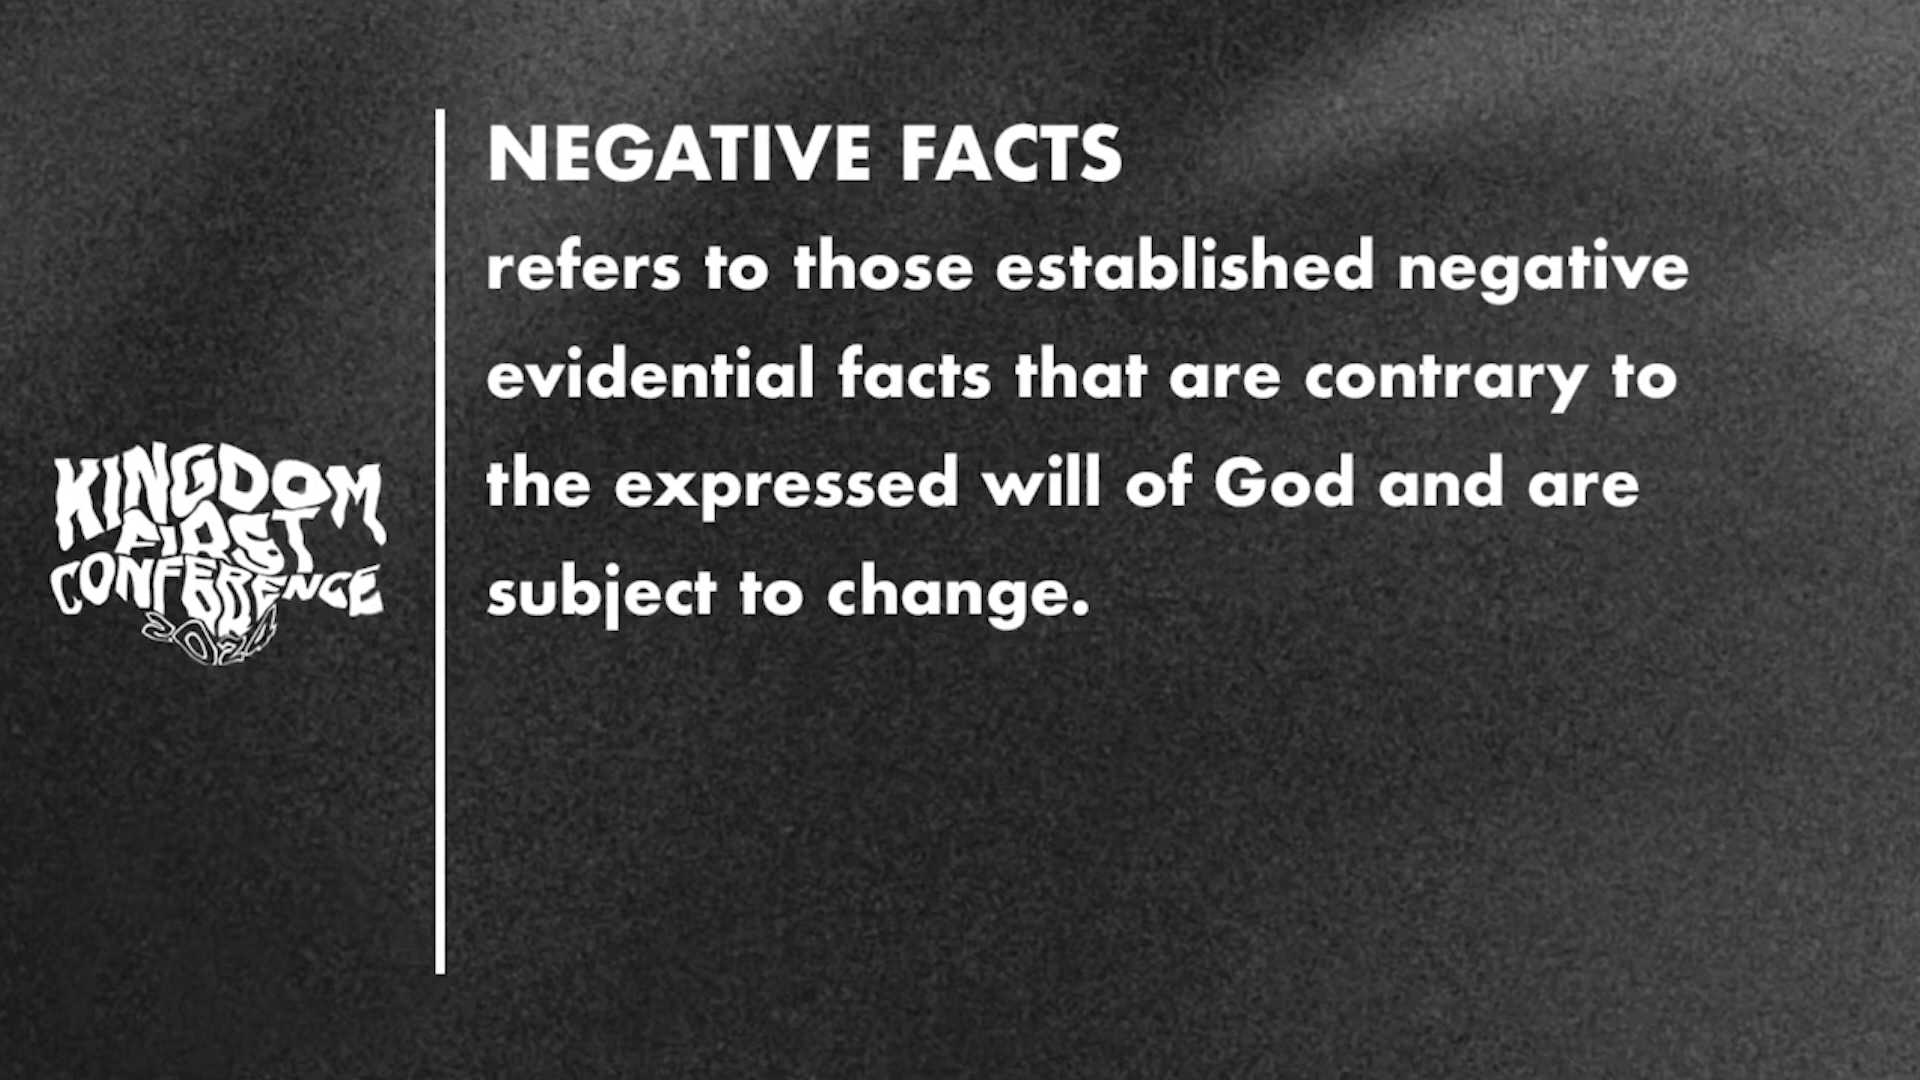 NEGATIVE FACTS
refers to those established negative
evidential facts that are contrary to
the expressed will of God and are
subject to change.
KINGDOM
FIRST
CONFERENCE
2024